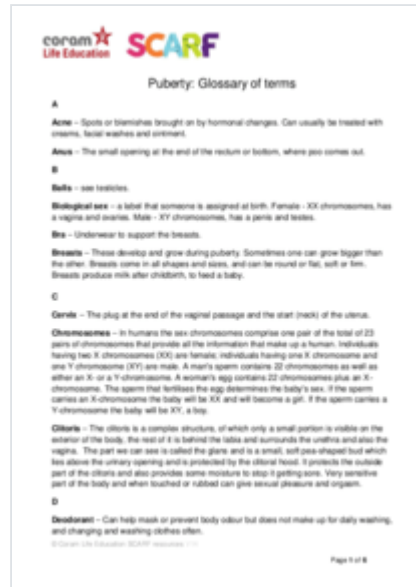 coram
Life Education
SCARF
Puberty: Glossary of terms
A
Acne – Spots or blemishes brought on by hormonal changes. Can usually be treated with
creams, facial washes and ointment.
Anus – The small opening at the end of the rectum or bottom, where poo comes out.
B
Balls – see testicles.
Biological sex – a label that someone is assigned at birth. Female - XX chromosomes, has
a vagina and ovaries. Male - XY chromosomes, has a penis and testes.
Bra – Underwear to support the breasts.
Breasts – These develop and grow during puberty. Sometimes one can grow bigger than
the other. Breasts come in all shapes and sizes, and can be round or flat, soft or firm.
Breasts produce milk after childbirth, to feed a baby.
C
Cervix – The plug at the end of the vaginal passage and the start (neck) of the uterus.
Chromosomes – In humans the sex chromosomes comprise one pair of the total of 23
pairs of chromosomes that provide all the information that make up a human. Individuals
having two X chromosomes (XX) are female; individuals having one X chromosome and
one Y chromosome (XY) are male. A man's sperm contains 22 chromosomes as well as
either an X- or a Y-chromosome. A woman's egg contains 22 chromosomes plus an X-
chromosome. The sperm that fertilises the egg determines the baby's sex. If the sperm
carries an X-chromosome the baby will be XX and will become a girl. If the sperm carries a
Y-chromosome the baby will be XY, a boy.
Clitoris – The clitoris is a complex structure, of which only a small portion is visible on the
exterior of the body, the rest of it is behind the labia and surrounds the urethra and also the
vagina. The part we can see is called the glans and is a small, soft pea-shaped bud which
lies above the urinary opening and is protected by the clitoral hood. It protects the outside
part of the clitoris and also provides some moisture to stop it getting sore. Very sensitive
part of the body and when touched or rubbed can give sexual pleasure and orgasm.
D
Deodorant – Can help mask or prevent body odour but does not make up for daily washing,
and changing and washing clothes often.
© Coram Life Education SCARF resources
Page 1 of 6